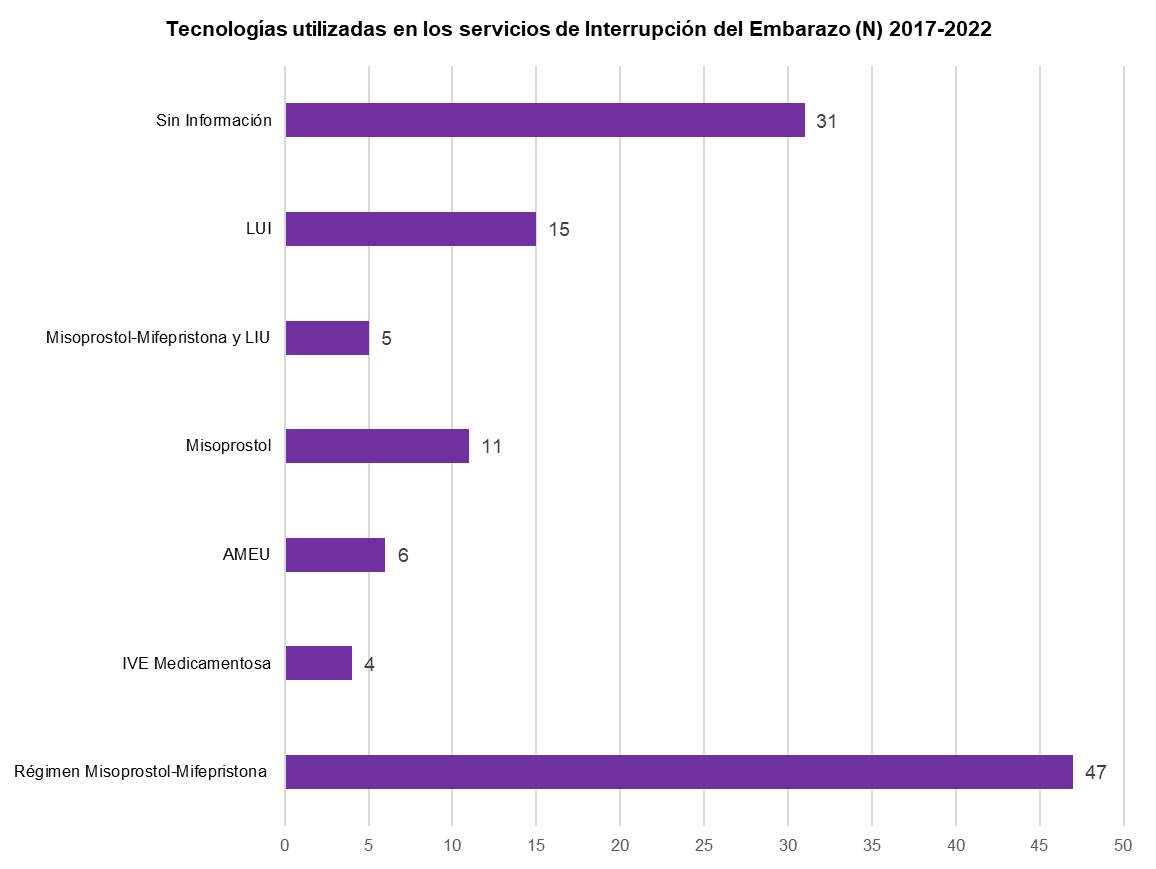 Tecnologías utilizadas en los servicios de Interrupción del Embarazo (N) 2017-2022
Sin Información
31
LUI
15
Misoprostol-Mifepristona y LIU
5
Misoprostol
11
AMEU
6
IVE Medicamentosa
4
Régimen Misoprostol-Mifepristona
47
0 5 10 15 20 25 30 35 40 45 50